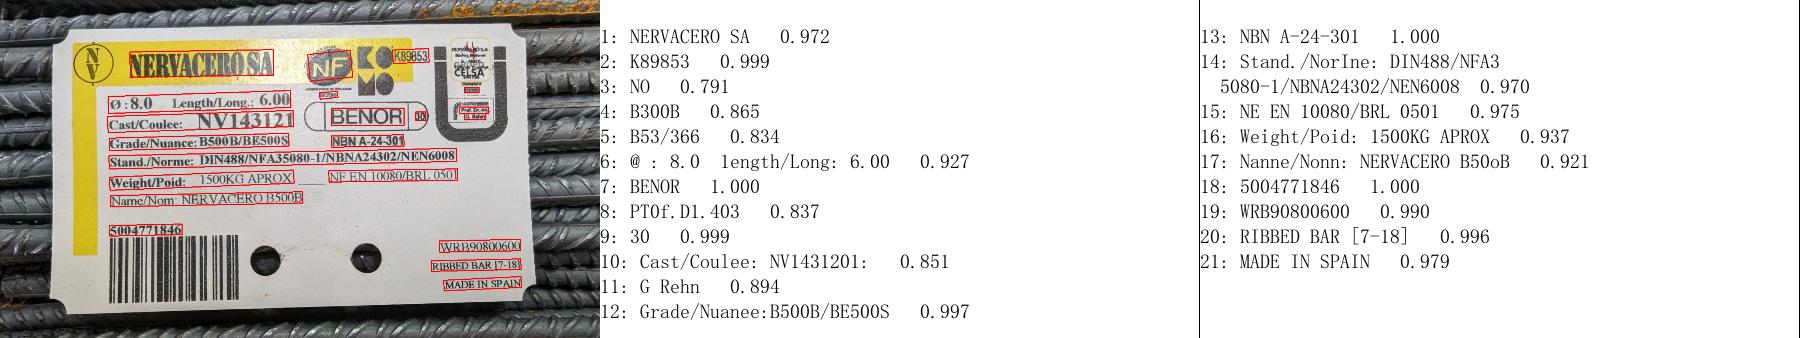 N
V
NERVACERO SA
NF
KO
MO
K89853
CELSA
Ø : 8.0 Length/Long.: 6.00
Cast/Coulee: NV143121
BENOR
30
Grade/Nuance: B500B/BE500S
NBN A-24-301
Stand./Norme: DIN488/NFA35080-1/NBNA24302/NEN6008
Weight/Poid: 1500KG APROX
NF EN 10080/BRL 0501
Name/Nom: NERVACERO B500B
5004771846
WRB90800600
RIBBED BAR [7-18]
MADE IN SPAIN
1: NERVACERO SA 0.972
2: K89853 0.999
3: NO 0.791
4: B300B 0.865
5: B53/366 0.834
6: @ : 8.0 length/Long: 6.00 0.927
7: BENOR 1.000
8: PT0f.D1.403 0.837
9: 30 0.999
10: Cast/Coulee: NV1431201: 0.851
11: G Rehn 0.894
12: Grade/Nuanee:B500B/BE500S 0.997
13: NBN A-24-301 1.000
14: Stand./NorIne: DIN488/NFA3
5080-1/NBNA24302/NEN6008 0.970
15: NE EN 10080/BRL 0501 0.975
16: Weight/Poid: 1500KG APROX 0.937
17: Nanne/Nonn: NERVACERO B50oB 0.921
18: 5004771846 1.000
19: WRB90800600 0.990
20: RIBBED BAR [7-18] 0.996
21: MADE IN SPAIN 0.979